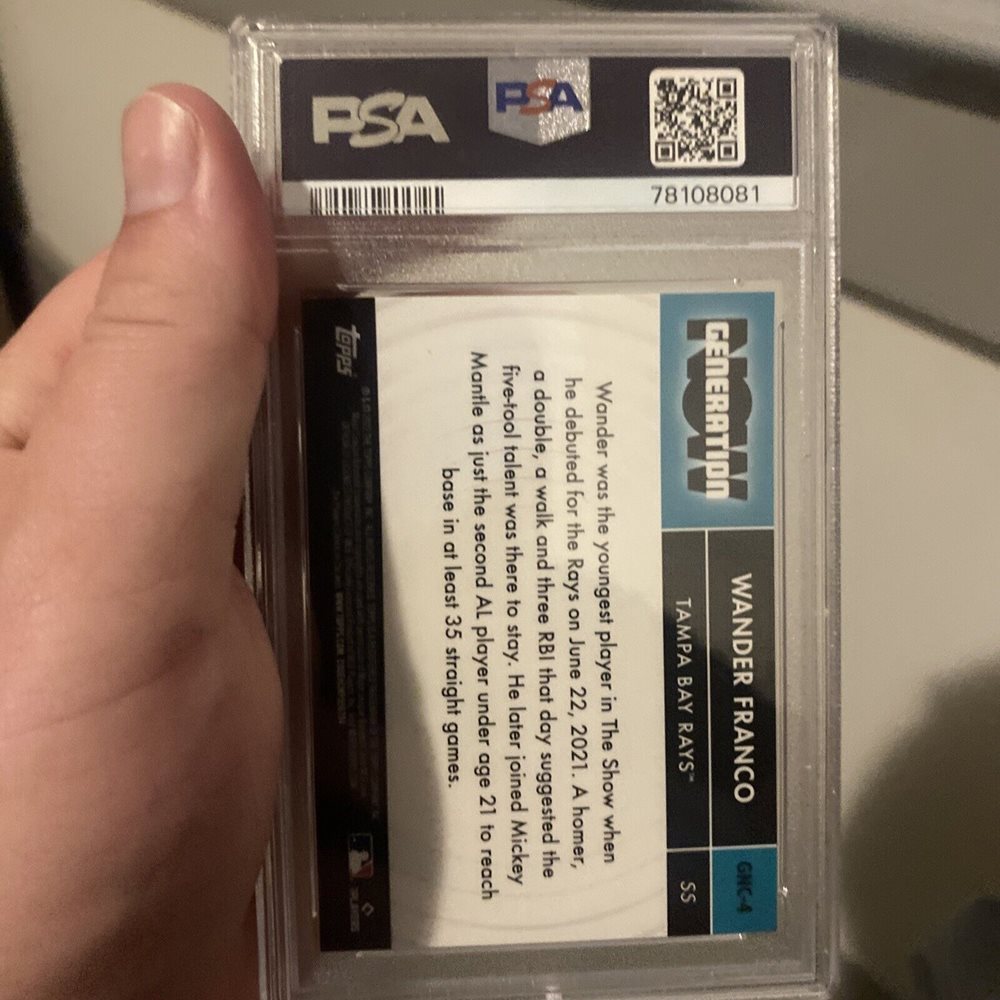 PSA
PSA
78108081
GENERATION
NOW
WANDER FRANCO
GNC-4
TAMPA BAY RAYS™
SS
Wander was the youngest player in The Show when
he debuted for the Rays on June 22, 2021. A homer,
a double, a walk and three RBI that day suggested the
five-tool talent was there to stay. He later joined Mickey
Mantle as just the second AL player under age 21 to reach
base in at least 35 straight games.
topps